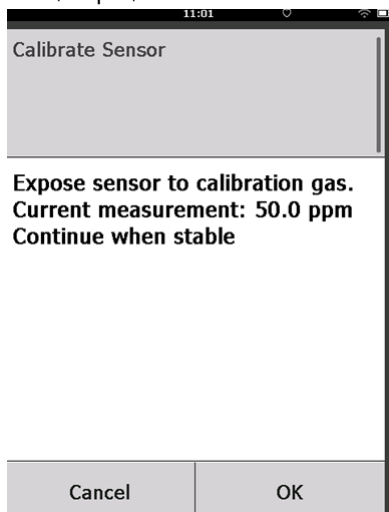 11:01
Calibrate Sensor
Expose sensor to calibration gas.
Current measurement: 50.0 ppm
Continue when stable
Cancel
OK